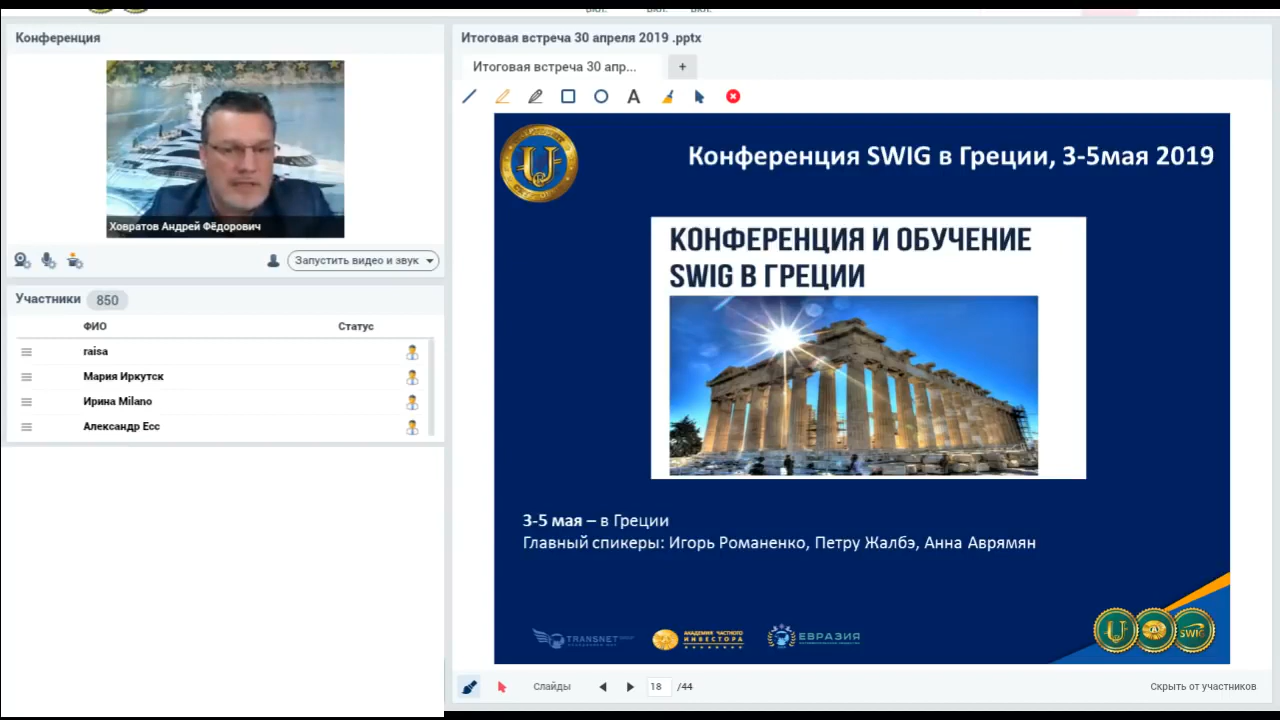 Конференция
Ховратов Андрей Фёдорович
Запустить видео и звук
Участники 850
ФИО Статус
raisa
Мария Иркутск
Ирина Milano
Александр Есс
Итоговая встреча 30 апреля 2019 .pptx
Итоговая встреча 30 апр... +
A
Конференция SWIG в Греции, 3-5мая 2019
КОНФЕРЕНЦИЯ И ОБУЧЕНИЕ
SWIG В ГРЕЦИИ
3-5 мая – в Греции
Главный спикеры: Игорь Романенко, Петру Жалбэ, Анна Аврямян
TRANSNET
АКАДЕМИЯ ЧАСТНОГО
ИНВЕСТОРА
ЕВРАЗИЯ
SWIG
Слайды 18 /44 Скрыть от участников